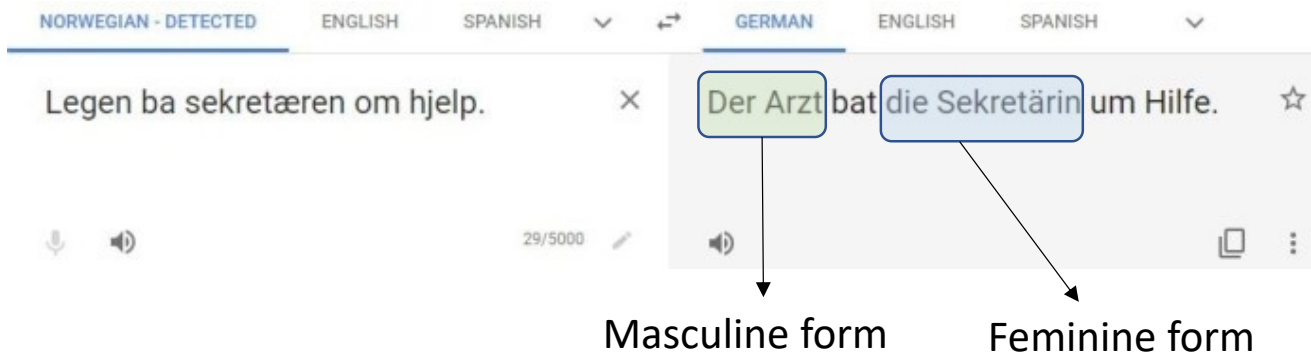 NORWEGIAN - DETECTED ENGLISH SPANISH GERMAN ENGLISH SPANISH
Legen ba sekretæren om hjelp. Der Arzt bat die Sekretärin um Hilfe.
29/5000
Masculine form Feminine form